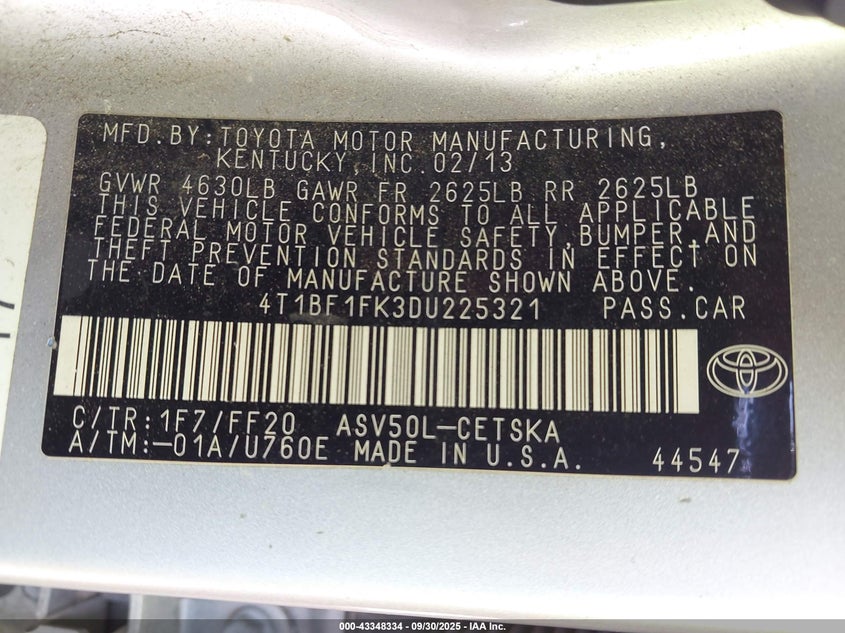 MFD.BY:TOYOTA MOTOR MANUFACTURING,
KENTUCKY,INC.02/13
GVWR 4630LB GAWR FR 2625LB RR 2625LB
THIS VEHICLE CONFORMS TO ALL APPLICABLE
FEDERAL MOTOR VEHICLE SAFETY,BUMPER,AND
THEFT PREVENTION STANDARDS IN EFFECT ON
THE DATE OF MANUFACTURE SHOWN ABOVE.
4T1BF1FK3DU225321 PASS.CAR
C/TR:1F7/FF20 ASV50L-CETSKA
A/TM:-01A/U760E MADE IN U.S.A. 44547
000-43348334 - 09/30/2025 - IAA Inc.